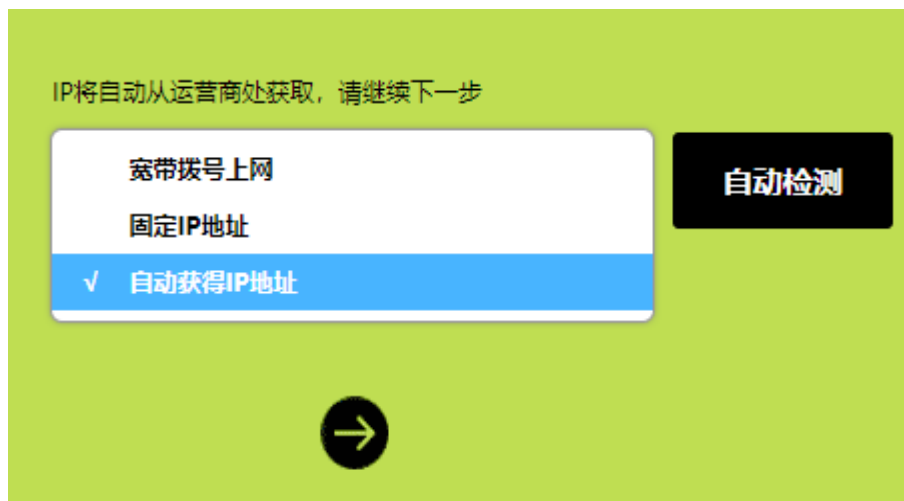 IP将自动从运营商处获取，请继续下一步
宽带拨号上网
自动检测
固定IP地址
√ 自动获得IP地址